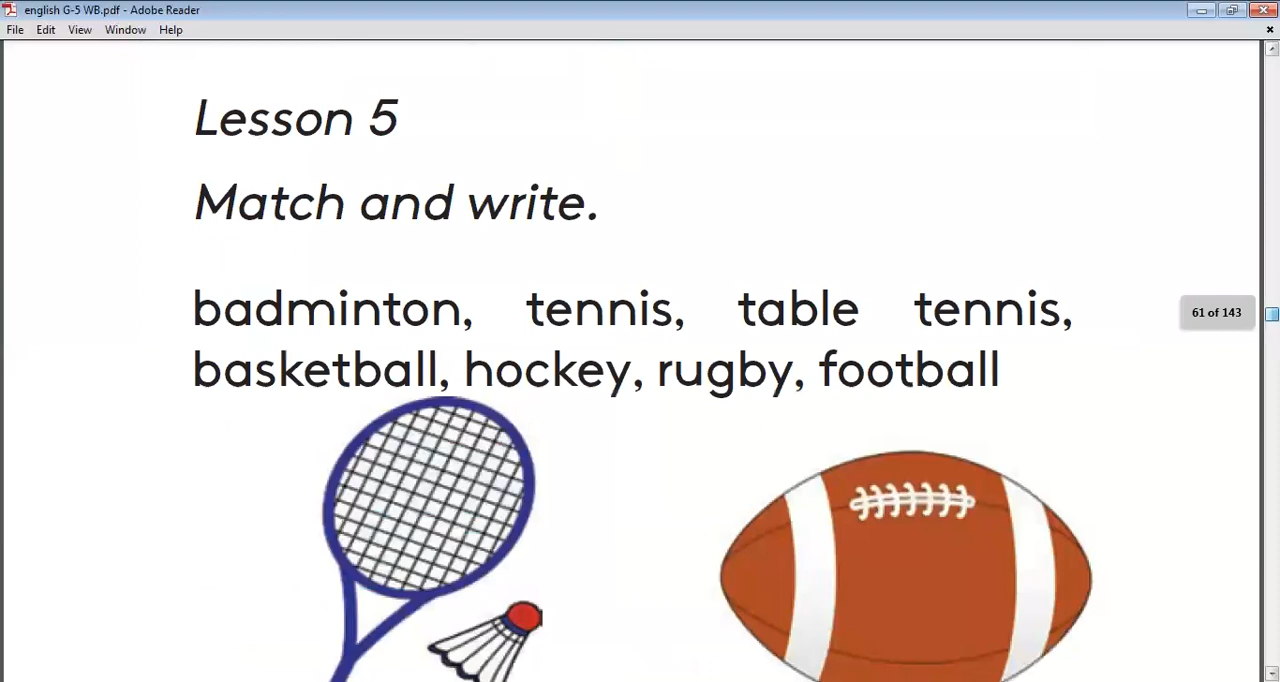 english G-5 WB.pdf - Adobe Reader
File Edit View Window Help
Lesson 5
Match and write.
badminton, tennis, table tennis,
61 of 143
basketball, hockey, rugby, football